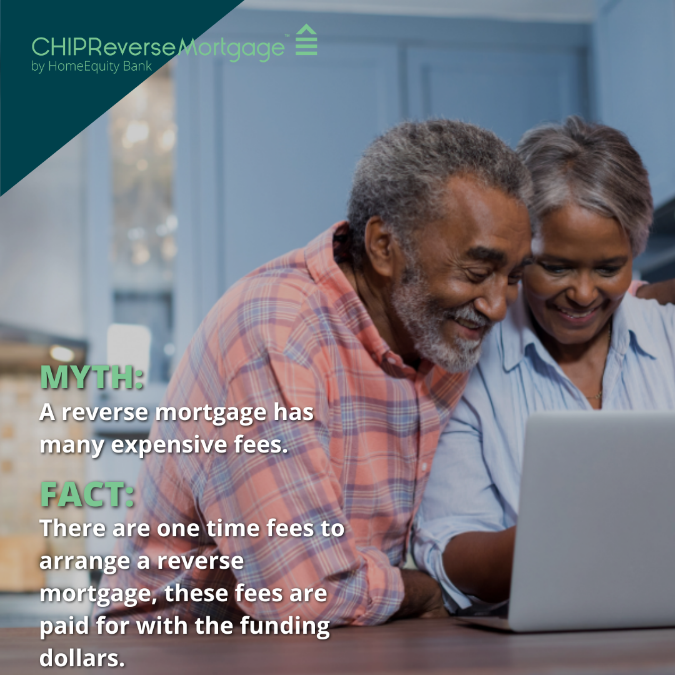 CHIPReverseMortgage™
by HomeEquity Bank
MYTH:
A reverse mortgage has
many expensive fees.
FACT:
There are one time fees to
arrange a reverse
mortgage, these fees are
paid for with the funding
dollars.